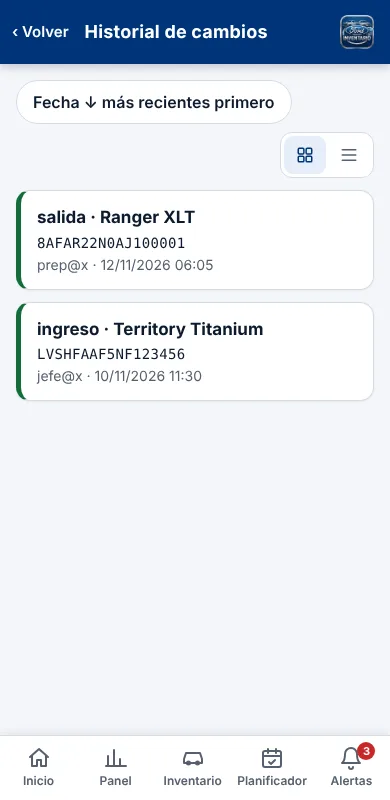 ‹ Volver Historial de cambios
Fecha ↓ más recientes primero
salida · Ranger XLT
8AFAR22N0AJ100001
prep@x · 12/11/2026 06:05
ingreso · Territory Titanium
LVSHFAAF5NF123456
jefe@x · 10/11/2026 11:30
3
Inicio Panel Inventario Planificador Alertas